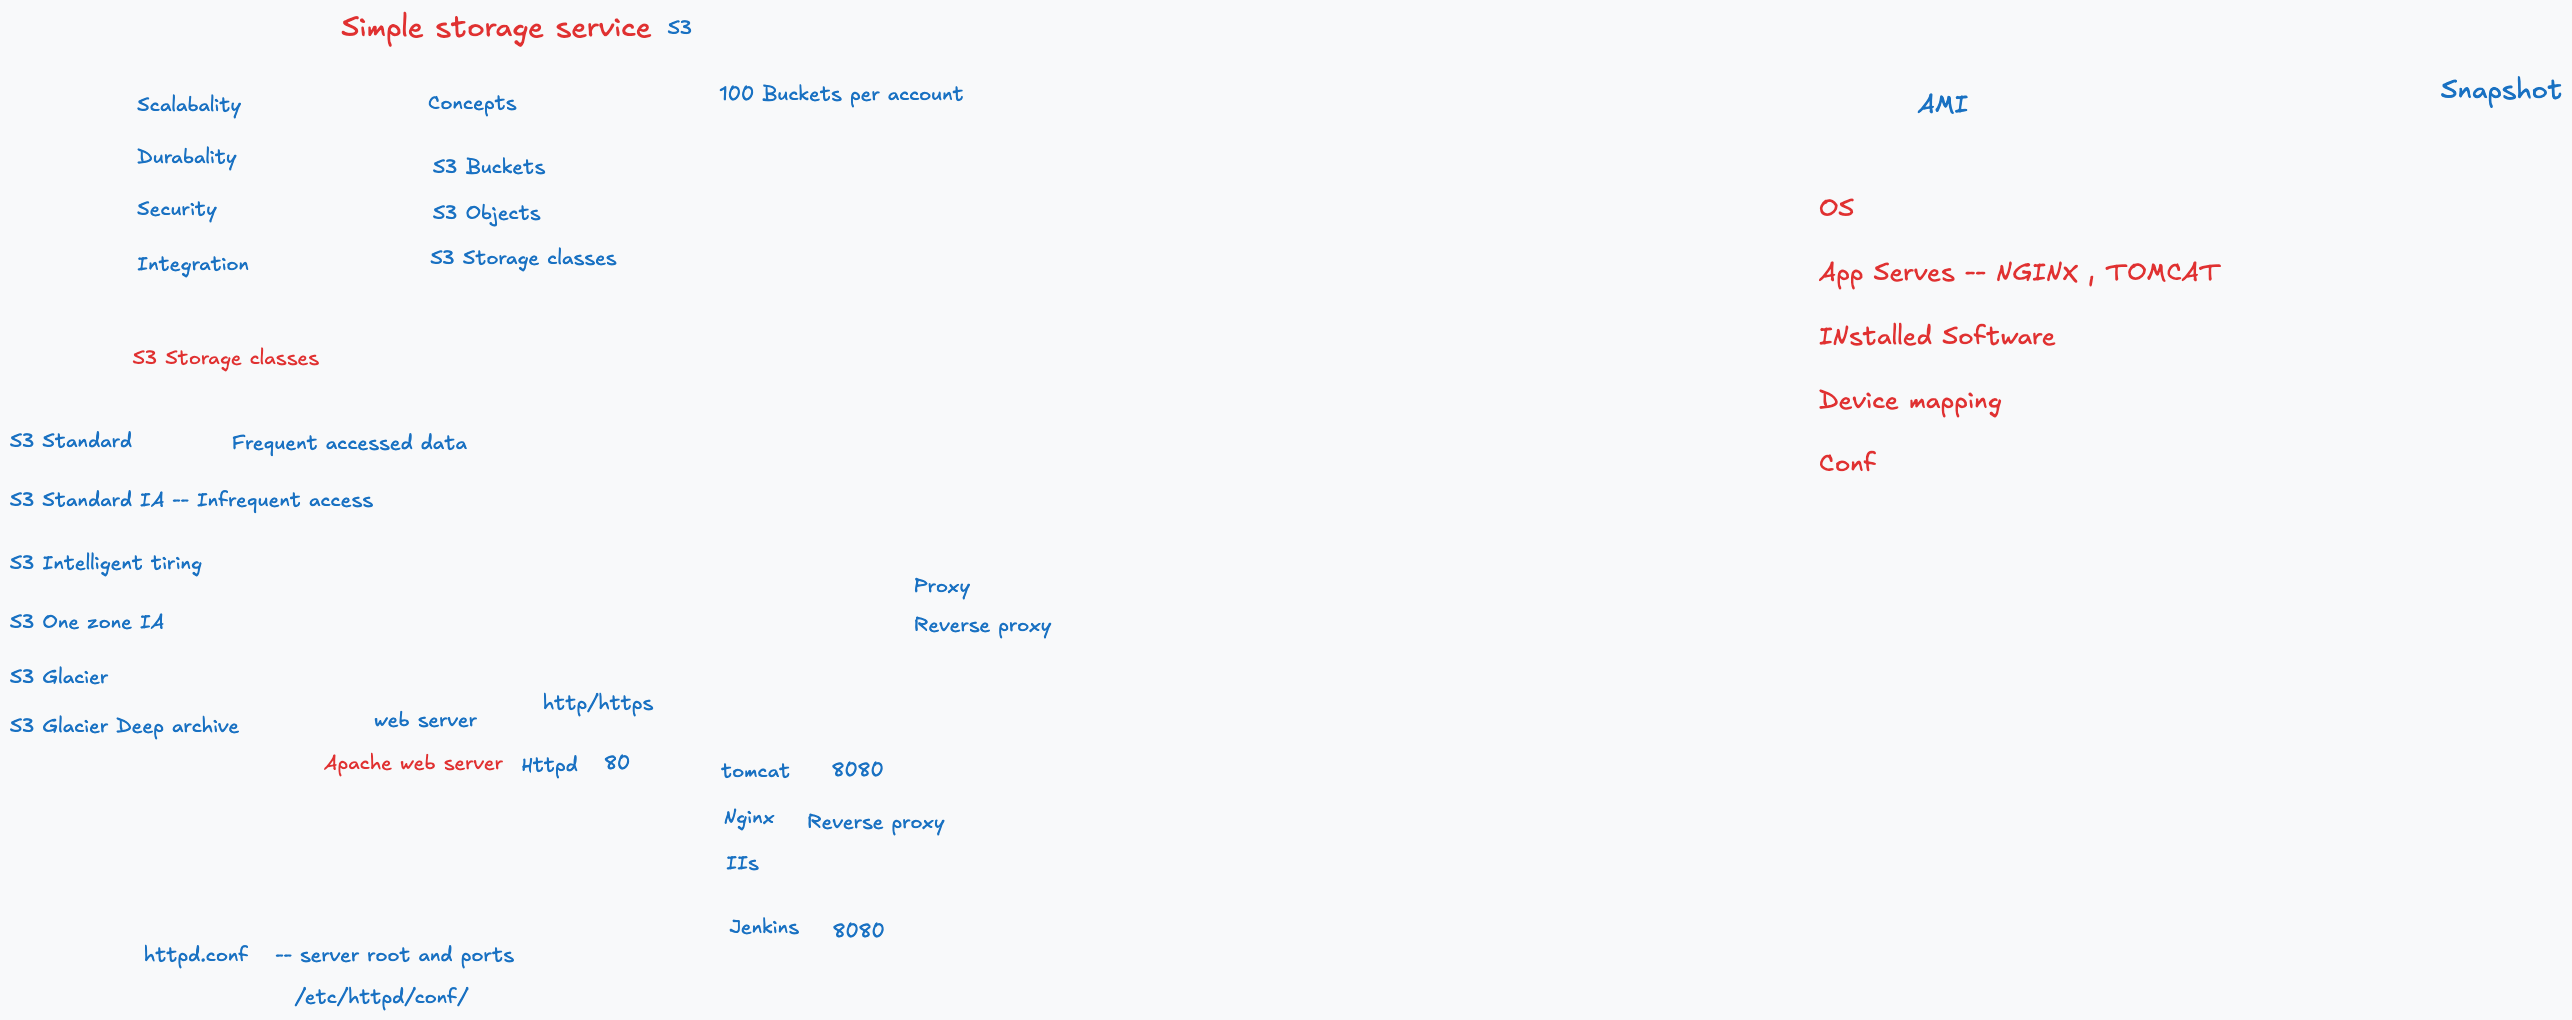 Simple storage service S3
Scalabality
Durabality
Security
Integration
Concepts
S3 Buckets
S3 Objects
S3 Storage classes
100 Buckets per account
S3 Storage classes
S3 Standard Frequent accessed data
S3 Standard IA -- Infrequent access
S3 Intelligent tiring
S3 One zone IA
S3 Glacier
S3 Glacier Deep archive
web server
http/https
Apache web server Httpd 80
httpd.conf -- server root and ports
/etc/httpd/conf/
Proxy
Reverse proxy
tomcat 8080
Nginx Reverse proxy
IIs
Jenkins 8080
AMI
OS
App Serves -- NGINX , TOMCAT
INstalled Software
Device mapping
Conf
Snapshot